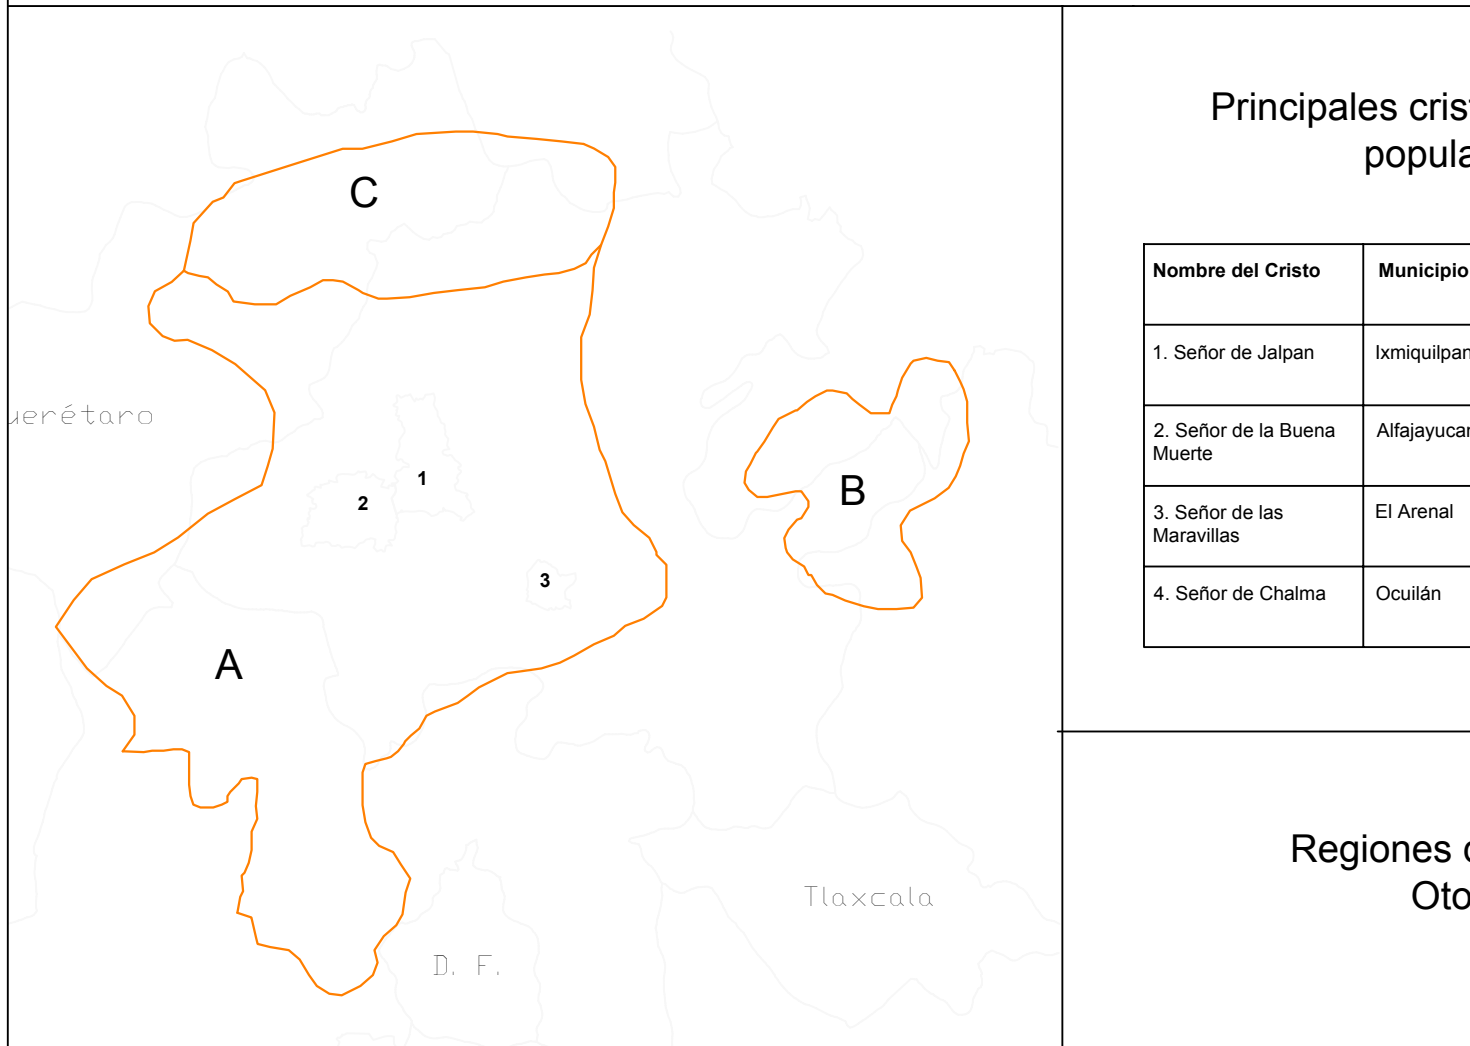 C
uerétaro
1
2
B
3
A
Tlaxcala
D. F.
Principales cris
popula
Nombre del Cristo Municipio
1. Señor de Jalpan Ixmiquilpan
2. Señor de la Buena Alfajayucan
Muerte
3. Señor de las El Arenal
Maravillas
4. Señor de Chalma Ocuilán
Regiones
Oto